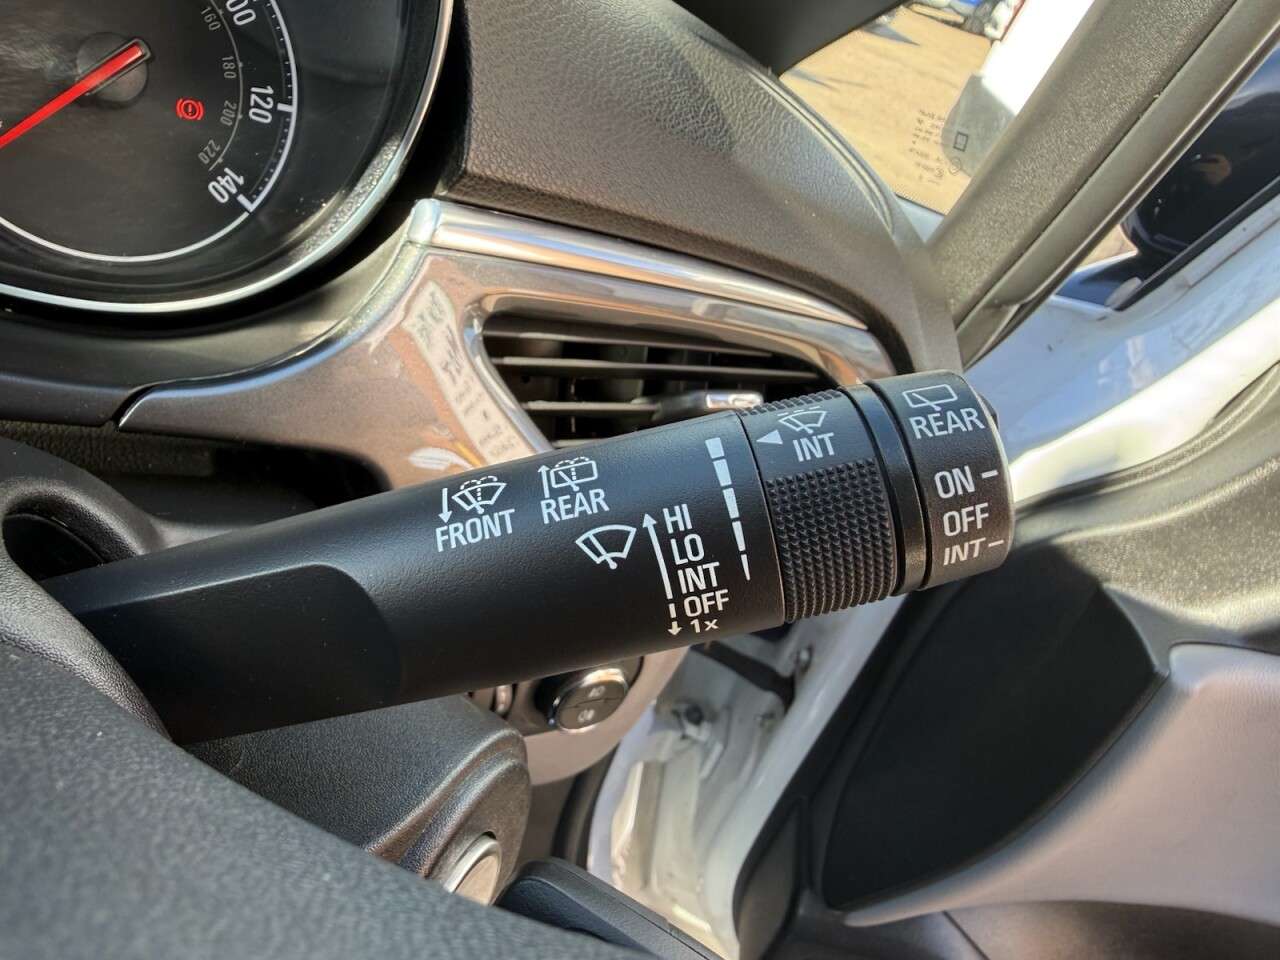 160
180
200
220
120
140
FRONT
REAR
HI
LO
INT
OFF
1x
INT
REAR
ON
OFF
INT